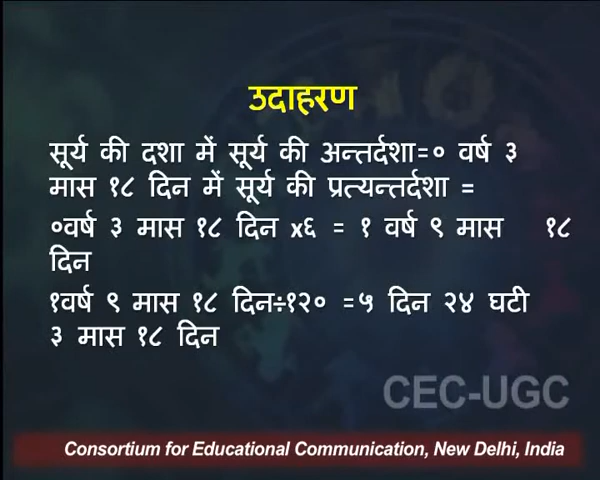 उदाहरण
सूर्य की दशा में सूर्य की अन्तर्दशा=० वर्ष ३
मास १८ दिन में सूर्य की प्रत्यन्तर्दशा =
०वर्ष ३ मास १८ दिन x६ = १ वर्ष ९ मास १८
दिन
१वर्ष ९ मास १८ दिन÷१२० =५ दिन २४ घटी
३ मास १८ दिन
CEC-UGC
Consortium for Educational Communication, New Delhi, India